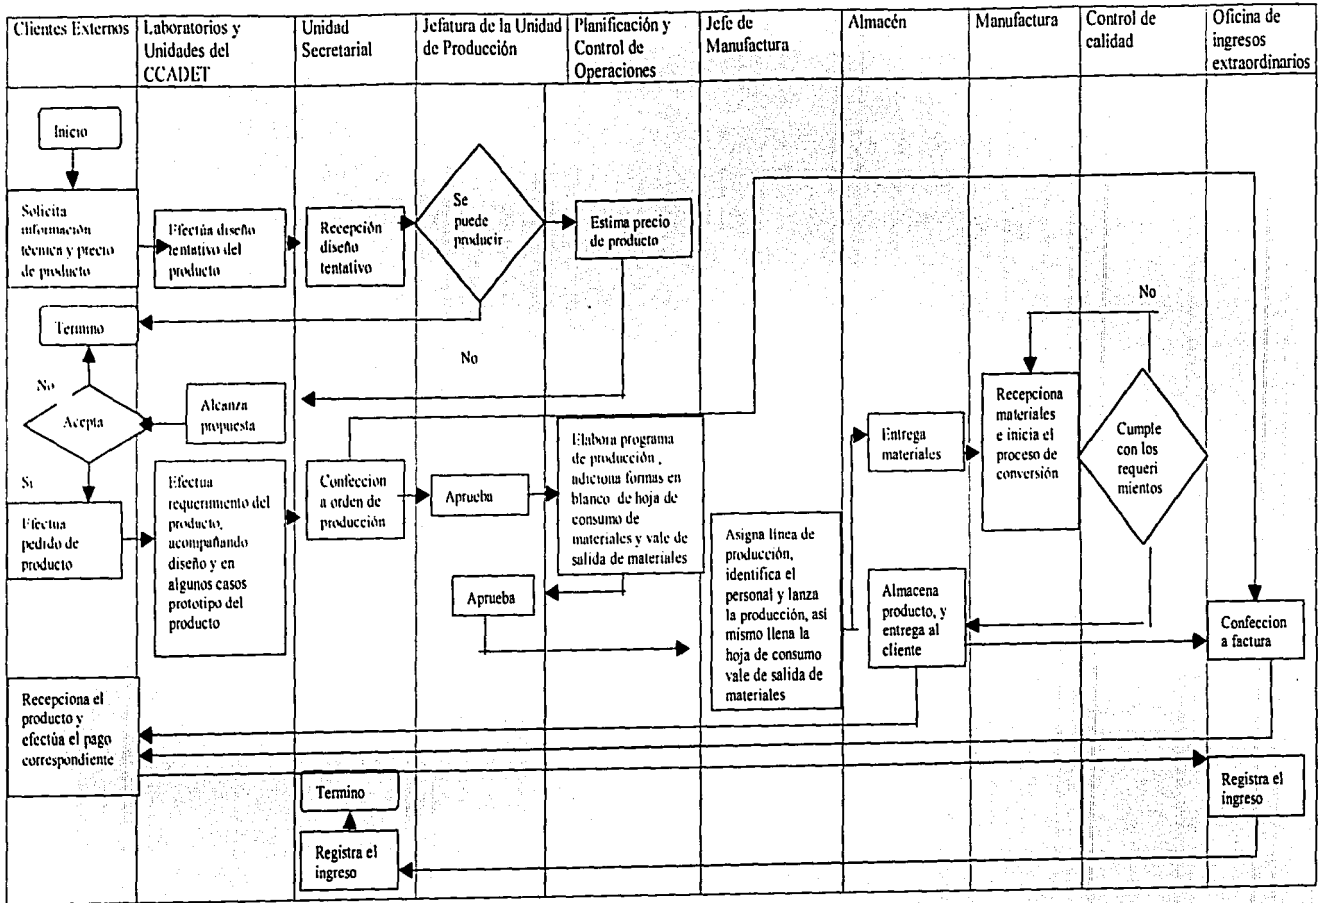 Clientes Externos
Laboratorios y
Unidades del
CCADET
Unidad
Secretarial
Jefatura de la Unidad
de Producción
Planificación y
Control de
Operaciones
Jefe de
Manufactura
Almacén
Manufactura
Control de
calidad
Oficina de
ingresos
extraordinarios
Inicio
Solicita
información
técnica y precio
de producto
Efectúa diseño
tentativo del
producto
Recepción
diseño
tentativo
Se
puede
producir
Estima precio
de producto
No
Termino
No
No
Acepta
Alcanza
propuesta
Si
Efectua
pedido de
producto
Efectua
requerimiento del
producto,
acompañando
diseño y en
algunos casos
prototipo del
producto
Confeccion
a orden de
producción
Aprueba
Elabora programa
de producción ,
adiciona formas en
blanco de hoja de
consumo de
materiales y vale de
salida de materiales
Aprueba
Asigna línea de
producción,
identifica el
personal y lanza
la producción, así
mismo llena la
hoja de consumo
vale de salida de
materiales
Entrega
materiales
Almacena
producto, y
entrega al
cliente
Recepciona
materiales
e inicia el
proceso de
conversión
Cumple
con los
requeri
mientos
Confeccion
a factura
Recepciona el
producto y
efectúa el pago
correspondiente
Termino
Registra el
ingreso
Registra el
ingreso